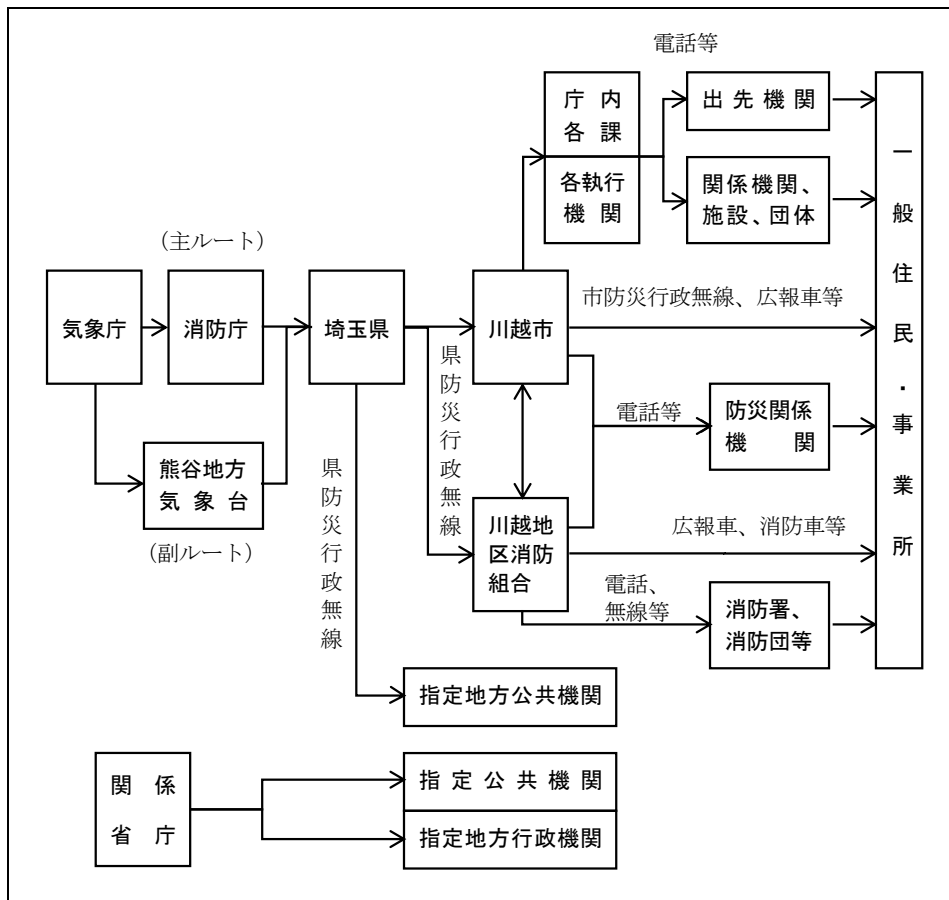 電話等
庁内
各課
各執行
機関
出先機関
関係機関、
施設、団体
一般住民・事業所
(主ルート)
気象庁
消防庁
埼玉県
川越市
市防災行政無線、広報車等
県防災行政無線
電話等
防災関係
機関
熊谷地方
気象台
(副ルート)
県防災行政無線
川越地
区消防
組合
広報車、消防車等
電話、
無線等
消防署、
消防団等
指定地方公共機関
関係
省庁
指定公共機関
指定地方行政機関